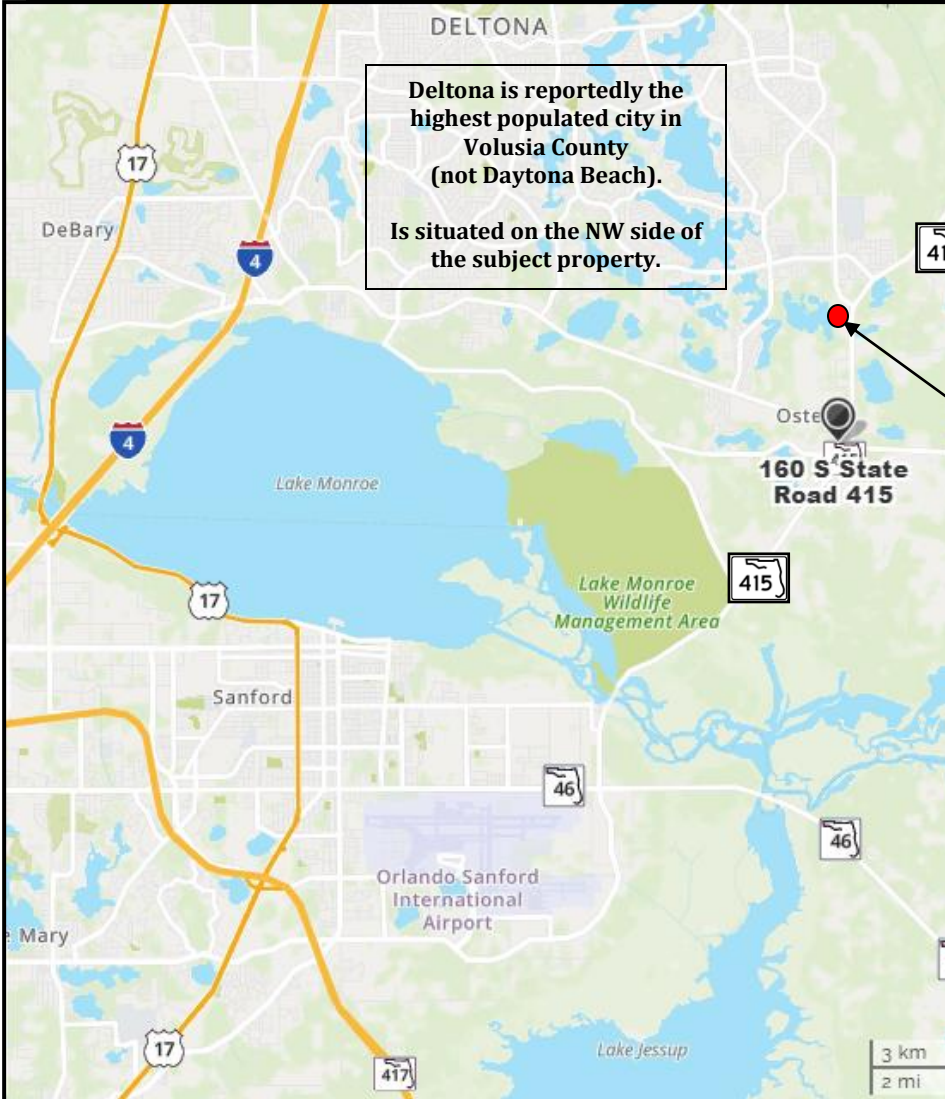 DELTONA
Deltona is reportedly the
highest populated city in
Volusia County
(not Daytona Beach).
Is situated on the NW side of
the subject property.
17
DeBary
4
4
Lake Monroe
160 S State
Road 415
415
Lake Monroe
Wildlife
Management Area
17
Sanford
46
46
Orlando Sanford
International
Airport
Mary
17
417
Lake Jessup
3 km
2 mi